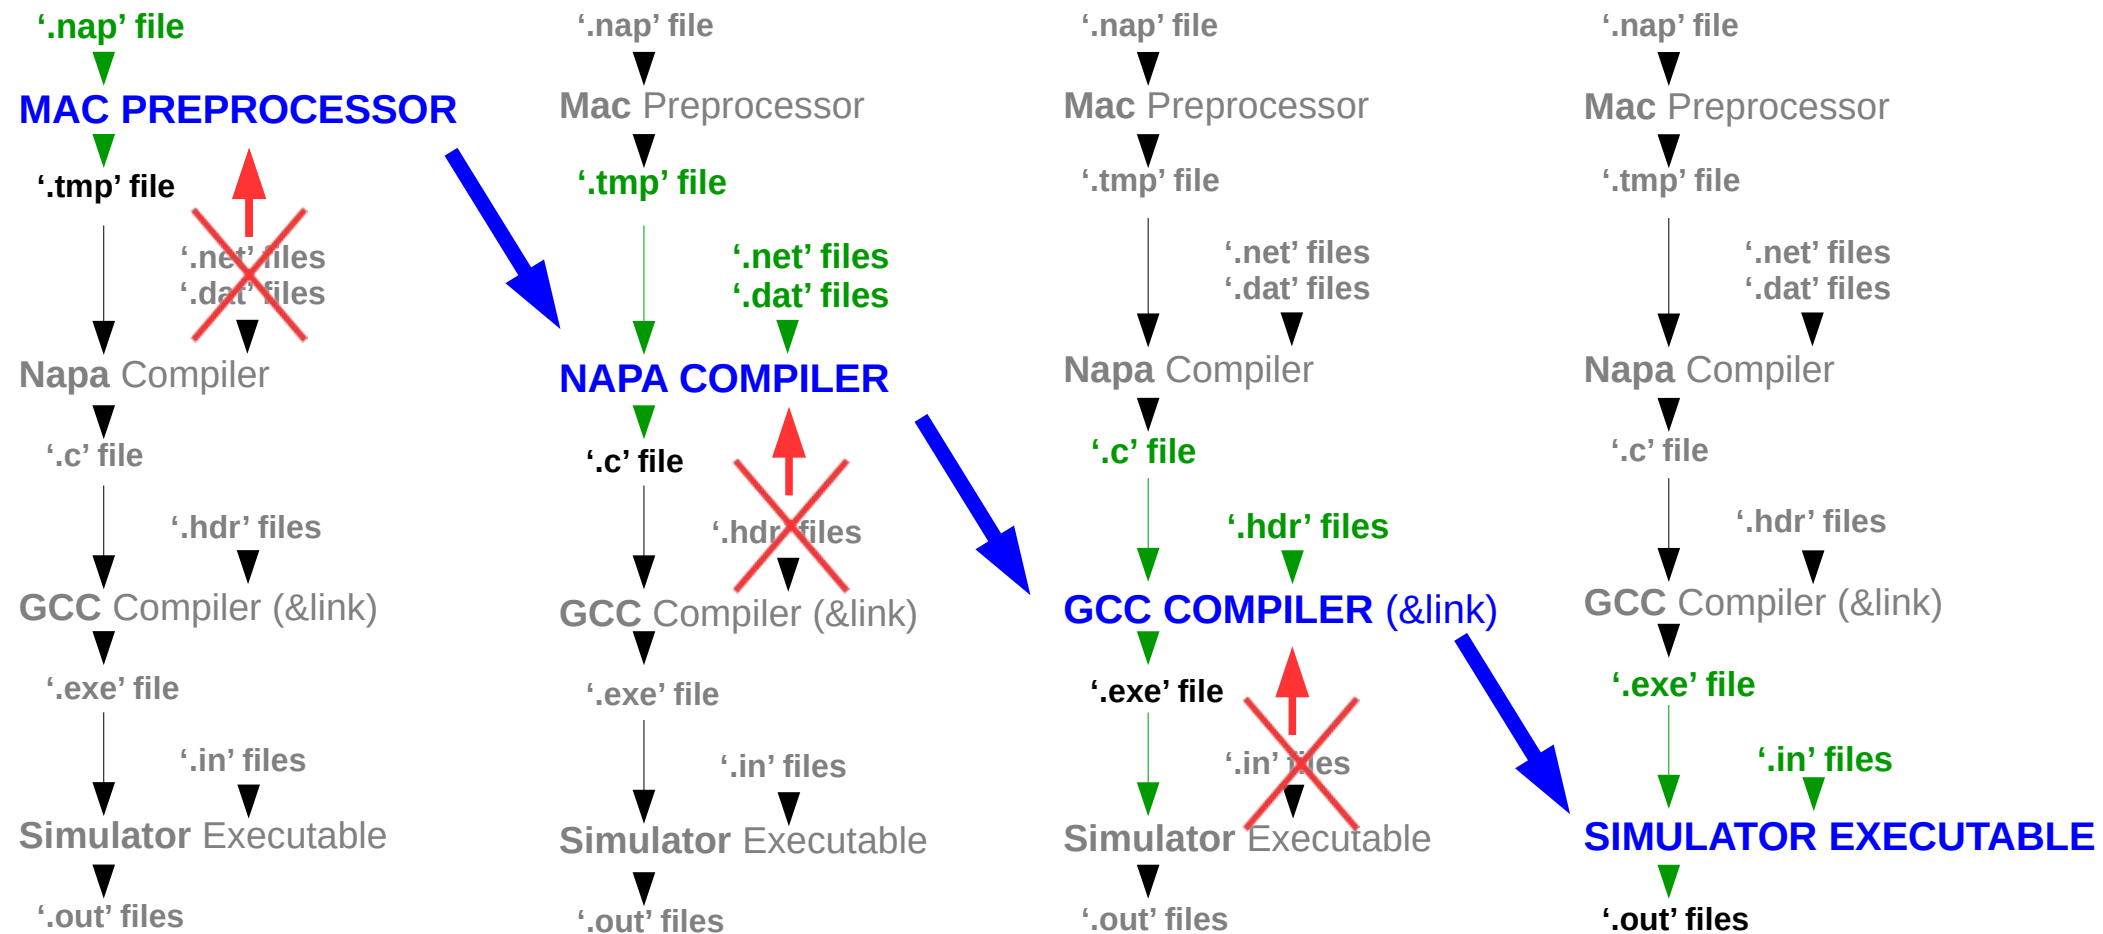 ‘.nap’ file
MAC PREPROCESSOR
‘.tmp’ file
‘.net’ files
‘.dat’ files
Napa Compiler
‘.c’ file
‘.hdr’ files
GCC Compiler (&link)
‘.exe’ file
‘.in’ files
Simulator Executable
‘.out’ files
‘.nap’ file
Mac Preprocessor
‘.tmp’ file
‘.net’ files
‘.dat’ files
NAPA COMPILER
‘.c’ file
‘.hdr’ files
GCC Compiler (&link)
‘.exe’ file
‘.in’ files
Simulator Executable
‘.out’ files
‘.nap’ file
Mac Preprocessor
‘.tmp’ file
‘.net’ files
‘.dat’ files
Napa Compiler
‘.c’ file
‘.hdr’ files
GCC COMPILER (&link)
‘.exe’ file
‘.in’ files
Simulator Executable
‘.out’ files
‘.nap’ file
Mac Preprocessor
‘.tmp’ file
‘.net’ files
‘.dat’ files
Napa Compiler
‘.c’ file
‘.hdr’ files
GCC Compiler (&link)
‘.exe’ file
‘.in’ files
SIMULATOR EXECUTABLE
‘.out’ files